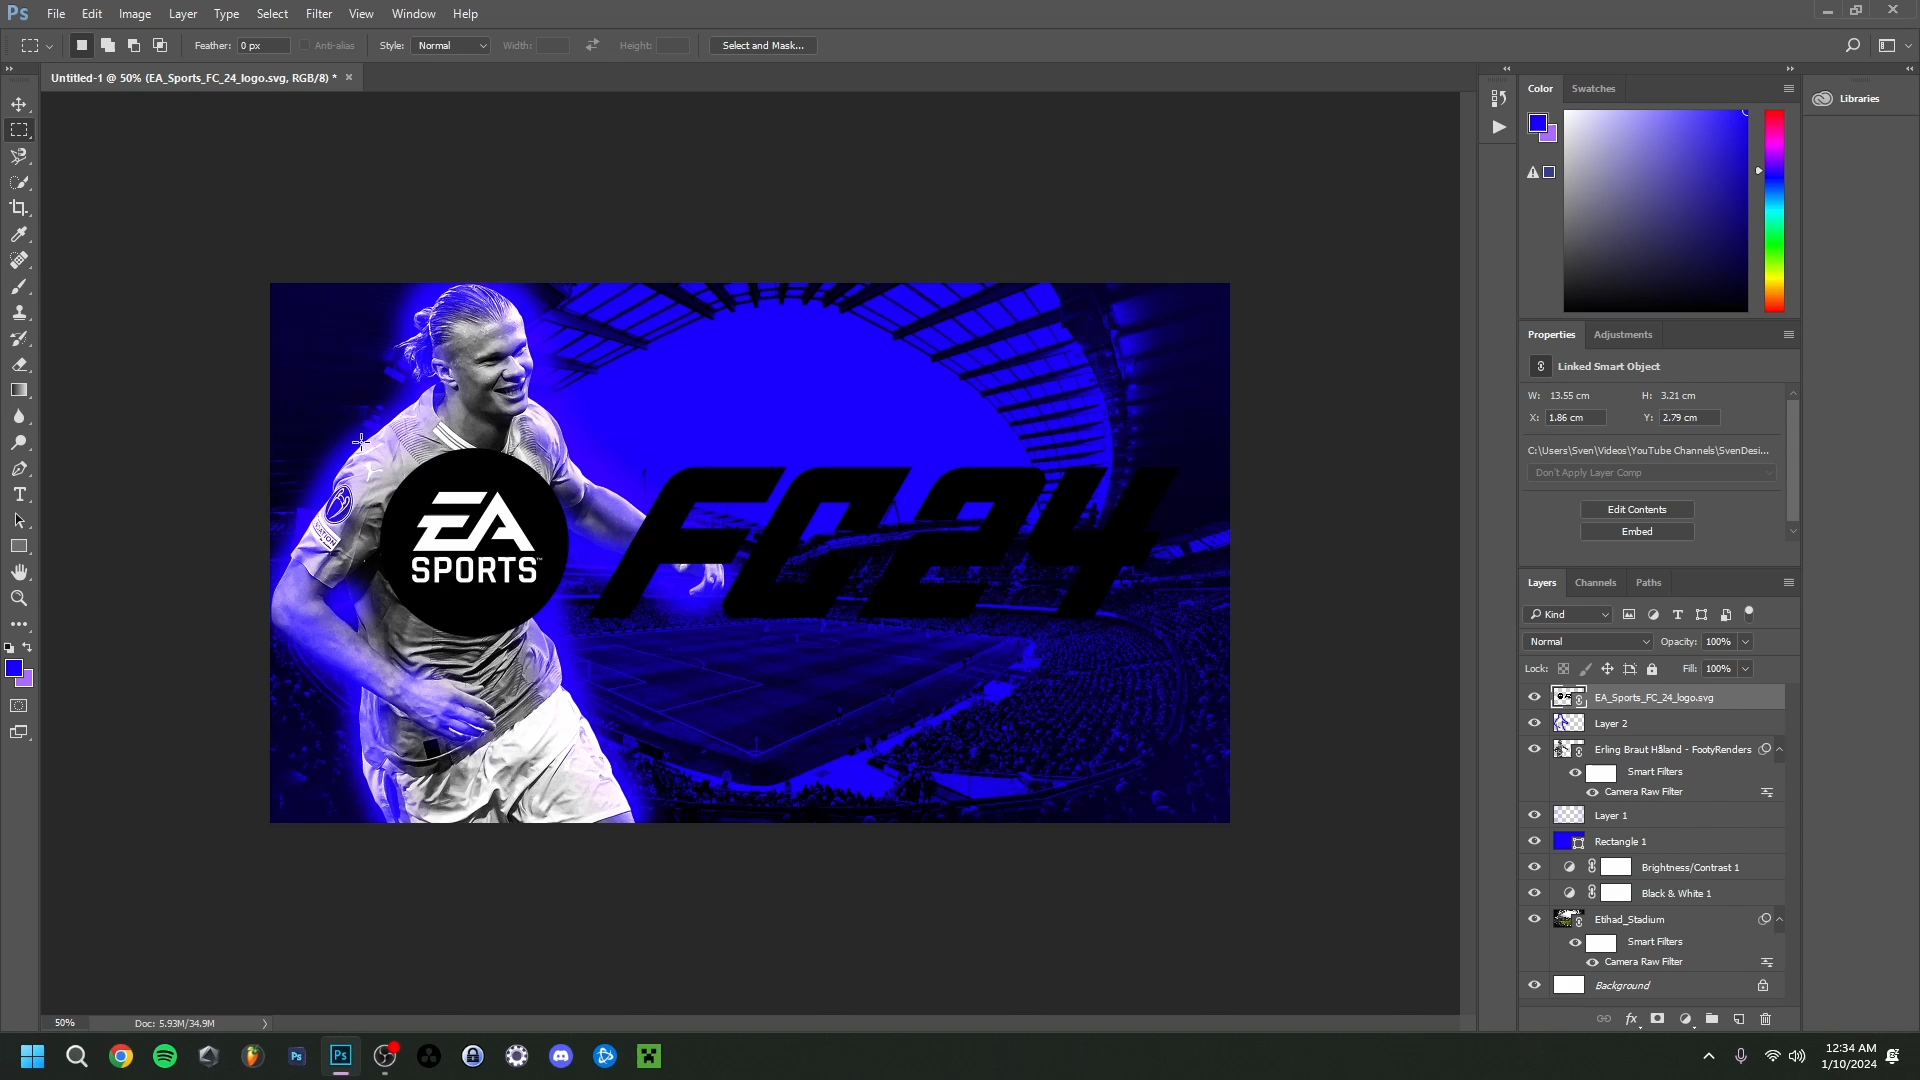 Ps File Edit Image Layer Type Select Filter View Window Help
Feather: 0 px Anti-alias Style: Normal Width: Height: Select and Mask...
Untitled-1 @ 50% (EA_Sports_FC_24_logo.svg, RGB/8) * ×
Color Swatches
Libraries
Properties Adjustments
Linked Smart Object
W: 13.55 cm H: 3.21 cm
X: 1.86 cm Y: 2.79 cm
C:\Users\Sven\Videos\YouTube Channels\SvenDesi...
Don't Apply Layer Comp
Edit Contents
Embed
EA
SPORTS™
FC24
Layers Channels Paths
Kind
Normal Opacity: 100%
Lock: Fill: 100%
EA_Sports_FC_24_logo.svg
Layer 2
Erling Braut Håland - FootyRenders
Smart Filters
Camera Raw Filter
Layer 1
Rectangle 1
Brightness/Contrast 1
Black & White 1
Etihad_Stadium
Smart Filters
Camera Raw Filter
Background
50% Doc: 5.93M/34.9M
fx
Ps Ps
12:34 AM
1/10/2024